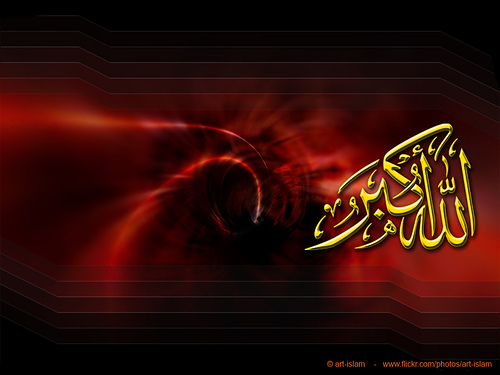 الله أكبر
© art-islam - www.flickr.com/photos/art-islam